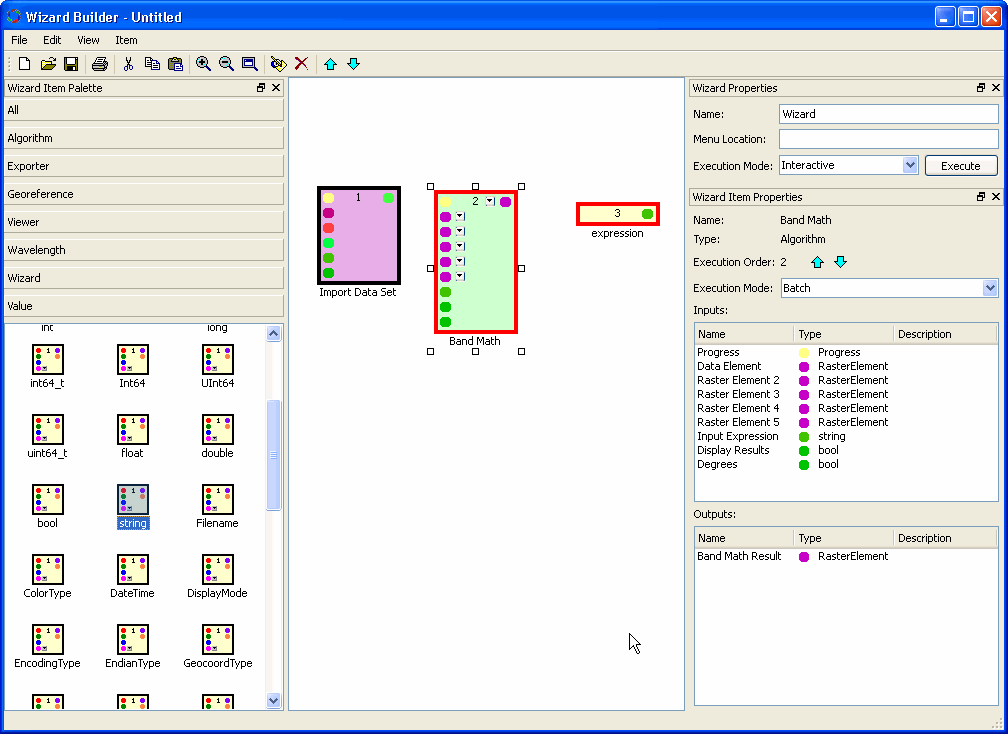 Wizard Builder - Untitled
File Edit View Item
Wizard Item Palette
All
Algorithm
Exporter
Georeference
Viewer
Wavelength
Wizard
Value
int long
int64_t Int64 UInt64
uint64_t float double
bool string Filename
ColorType DateTime DisplayMode
EncodingType EndianType GeocoordType
1
Import Data Set
2
Band Math
3
expression
Wizard Properties
Name: Wizard
Menu Location:
Execution Mode: Interactive Execute
Wizard Item Properties
Name: Band Math
Type: Algorithm
Execution Order: 2
Execution Mode: Batch
Inputs:
Name Type Description
Progress Progress
Data Element RasterElement
Raster Element 2 RasterElement
Raster Element 3 RasterElement
Raster Element 4 RasterElement
Raster Element 5 RasterElement
Input Expression string
Display Results bool
Degrees bool
Outputs:
Name Type Description
Band Math Result RasterElement